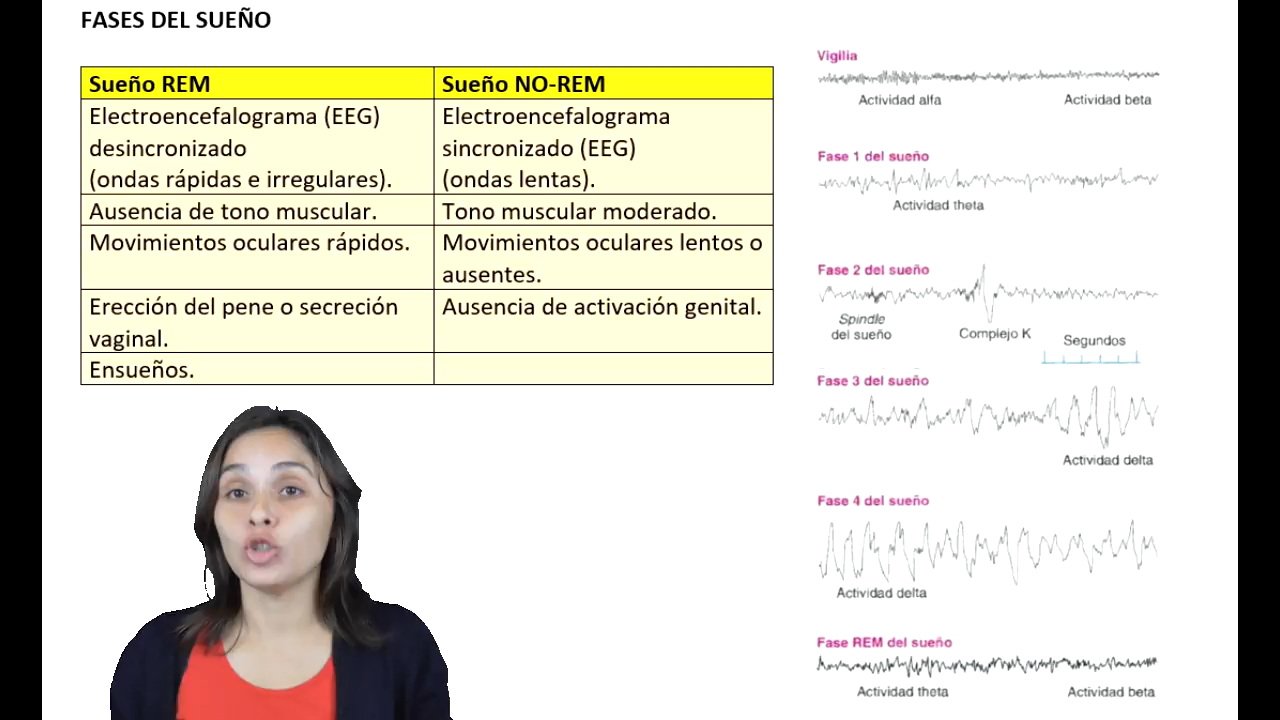 FASES DEL SUEÑO
Sueño REM
Sueño NO-REM
Electroencefalograma (EEG)
desincronizado
(ondas rápidas e irregulares).
Electroencefalograma
sincronizado (EEG)
(ondas lentas).
Ausencia de tono muscular.
Tono muscular moderado.
Movimientos oculares rápidos.
Movimientos oculares lentos o
ausentes.
Erección del pene o secreción
vaginal.
Ausencia de activación genital.
Ensueños.
Vigilia
Actividad alfa
Actividad beta
Fase 1 del sueño
Actividad theta
Fase 2 del sueño
Spindle
del sueño
Complejo K
Segundos
Fase 3 del sueño
Actividad delta
Fase 4 del sueño
Actividad delta
Fase REM del sueño
Actividad theta
Actividad beta